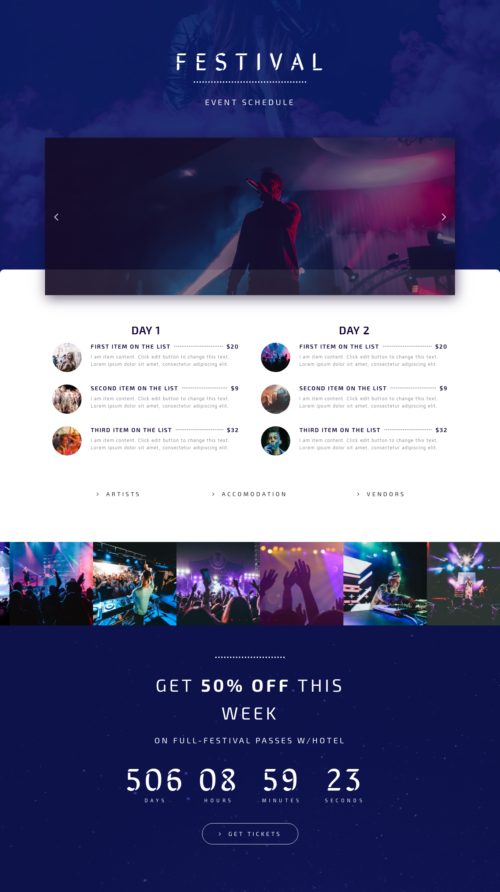 FESTIVAL
EVENT SCHEDULE
DAY 1
FIRST ITEM ON THE LIST $20
I am item content. Click edit button to change this text.
Lorem ipsum dolor sit amet, consectetur adipiscing elit.
SECOND ITEM ON THE LIST $9
I am item content. Click edit button to change this text.
Lorem ipsum dolor sit amet, consectetur adipiscing elit.
THIRD ITEM ON THE LIST $32
I am item content. Click edit button to change this text.
Lorem ipsum dolor sit amet, consectetur adipiscing elit.
DAY 2
FIRST ITEM ON THE LIST $20
I am item content. Click edit button to change this text.
Lorem ipsum dolor sit amet, consectetur adipiscing elit.
SECOND ITEM ON THE LIST $9
I am item content. Click edit button to change this text.
Lorem ipsum dolor sit amet, consectetur adipiscing elit.
THIRD ITEM ON THE LIST $32
I am item content. Click edit button to change this text.
Lorem ipsum dolor sit amet, consectetur adipiscing elit.
> ARTISTS > ACCOMODATION > VENDORS
GET 50% OFF THIS
WEEK
ON FULL-FESTIVAL PASSES W/HOTEL
506 08 59 23
DAYS HOURS MINUTES SECONDS
> GET TICKETS